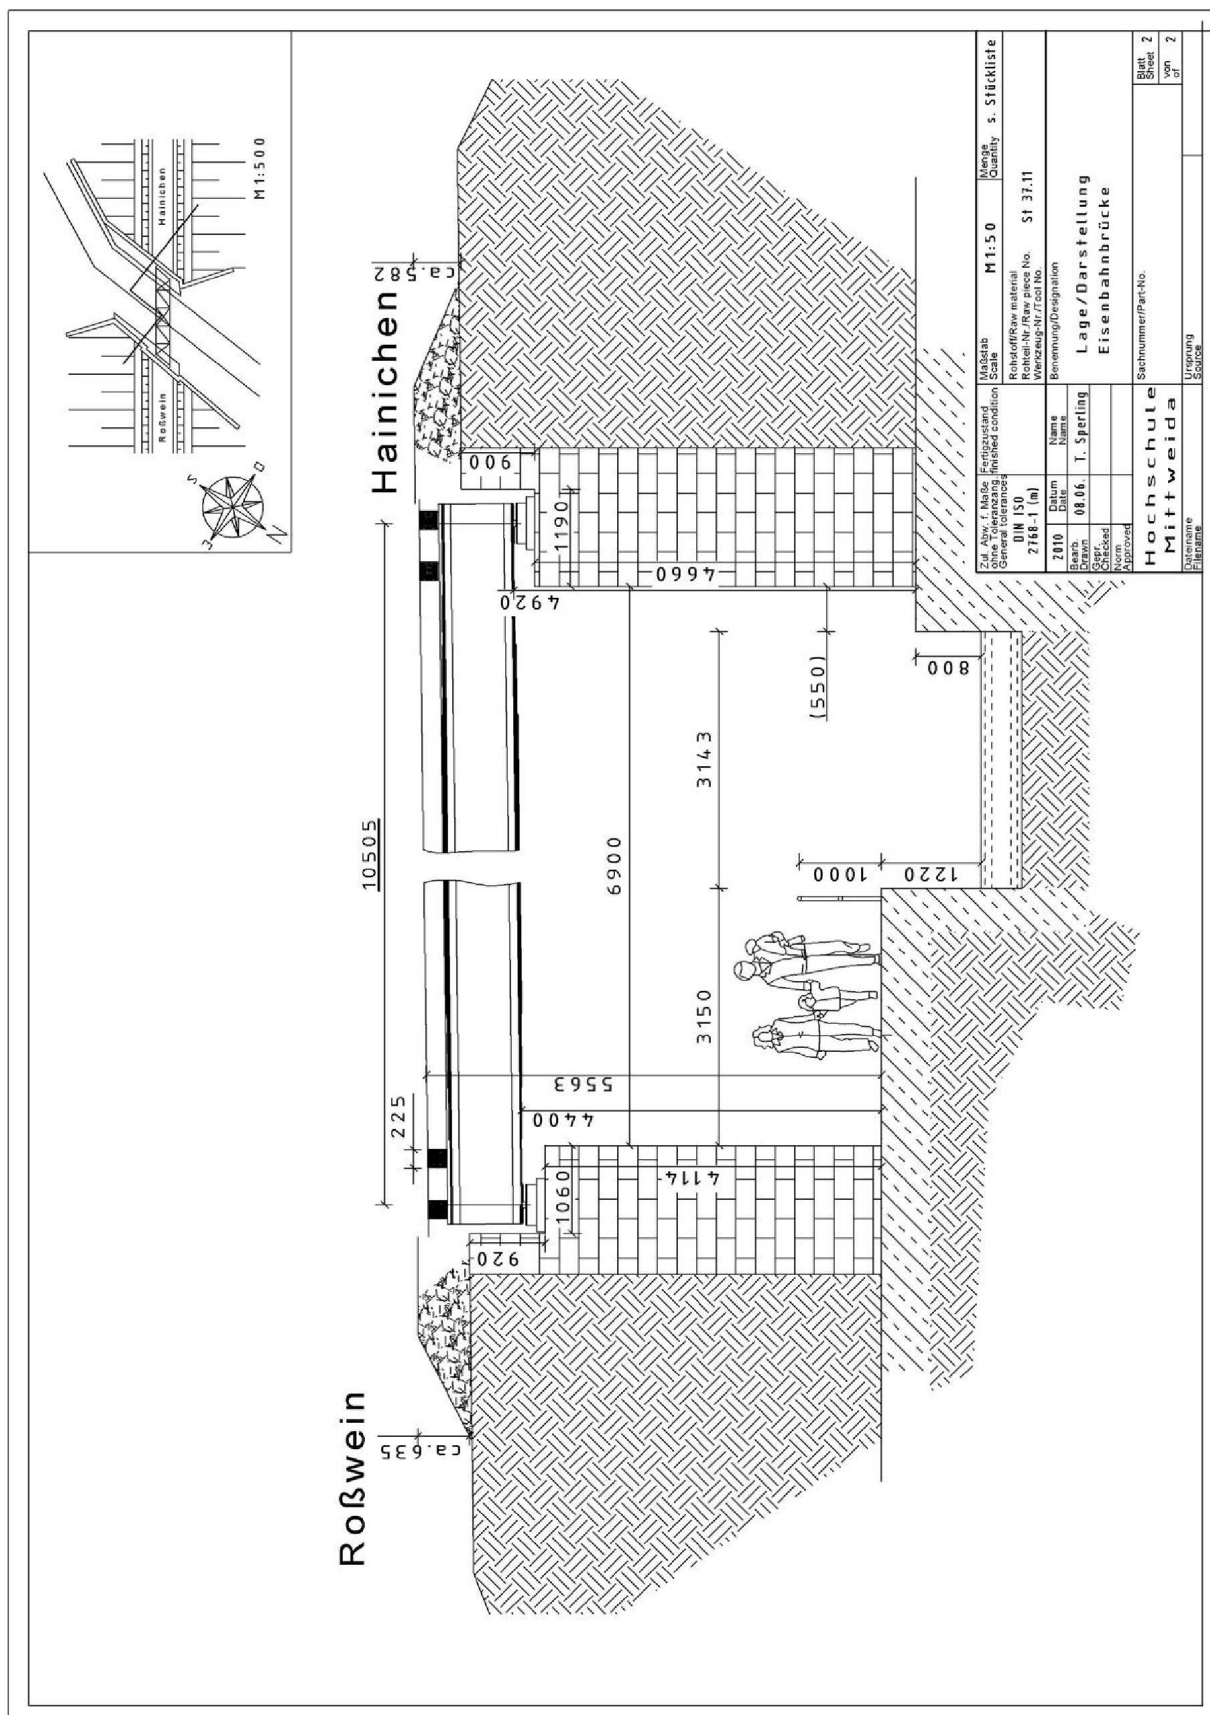 Roßwein
Hainichen
M 1:500
S
O
N
Roßwein
Hainichen
ca.635
ca.582
10505
225
920
900
1060
1190
4114
4660
4920
4400
5563
6900
3150
3143
(550)
1000
1220
800
Zul. Abw. f. Maße
ohne Toleranzang.
General tolerances
DIN ISO
2768-1 (m)
Fertigzustand
finished condition
Maßstab
Scale
M 1:50
Menge
Quantity
s. Stückliste
Rohstoff/Raw material
Rohteil-Nr./Raw piece No.
Werkzeug-Nr./Tool No.
St 37.11
2010
Datum
Date
Name
Name
Bearb.
Drawn
08.06.
T. Sperling
Gepr.
Checked
Norm
Approved
Benennung/Designation
Lage/Darstellung
Eisenbahnbrücke
Hochschule
Mittweida
Sachnummer/Part-No.
Blatt
Sheet
2
von
of
2
Dateiname
Filename
Ursprung
Source